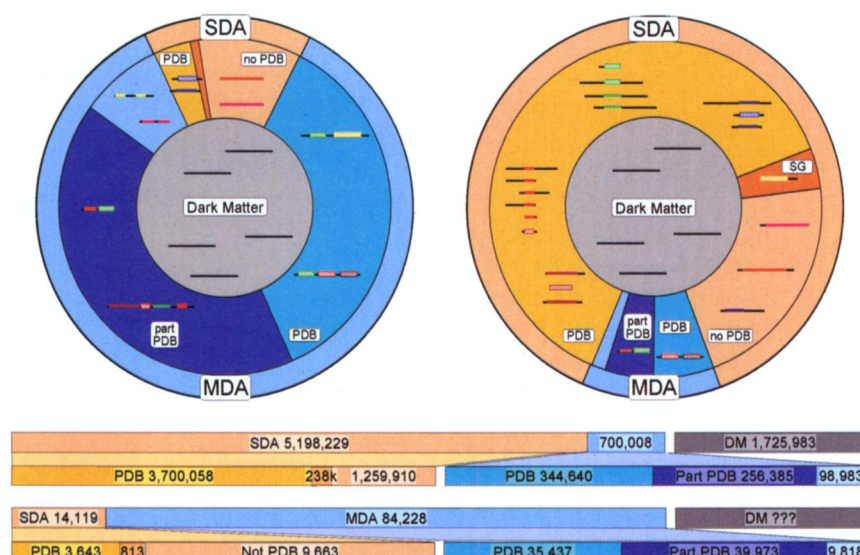 SDA
PDB
no PDB
Dark Matter
part
PDB
PDB
MDA
SDA
SG
Dark Matter
PDB
part
PDB
PDB
no PDB
MDA
SDA 5,198,229 700,008 DM 1,725,983
PDB 3,700,058 238k 1,259,910 PDB 344,640 Part PDB 256,385 98,983
SDA 14,119 MDA 84,228 DM ???
PDB 3,643 813 Not PDB 9,663 PDB 35,437 Part PDB 39,973